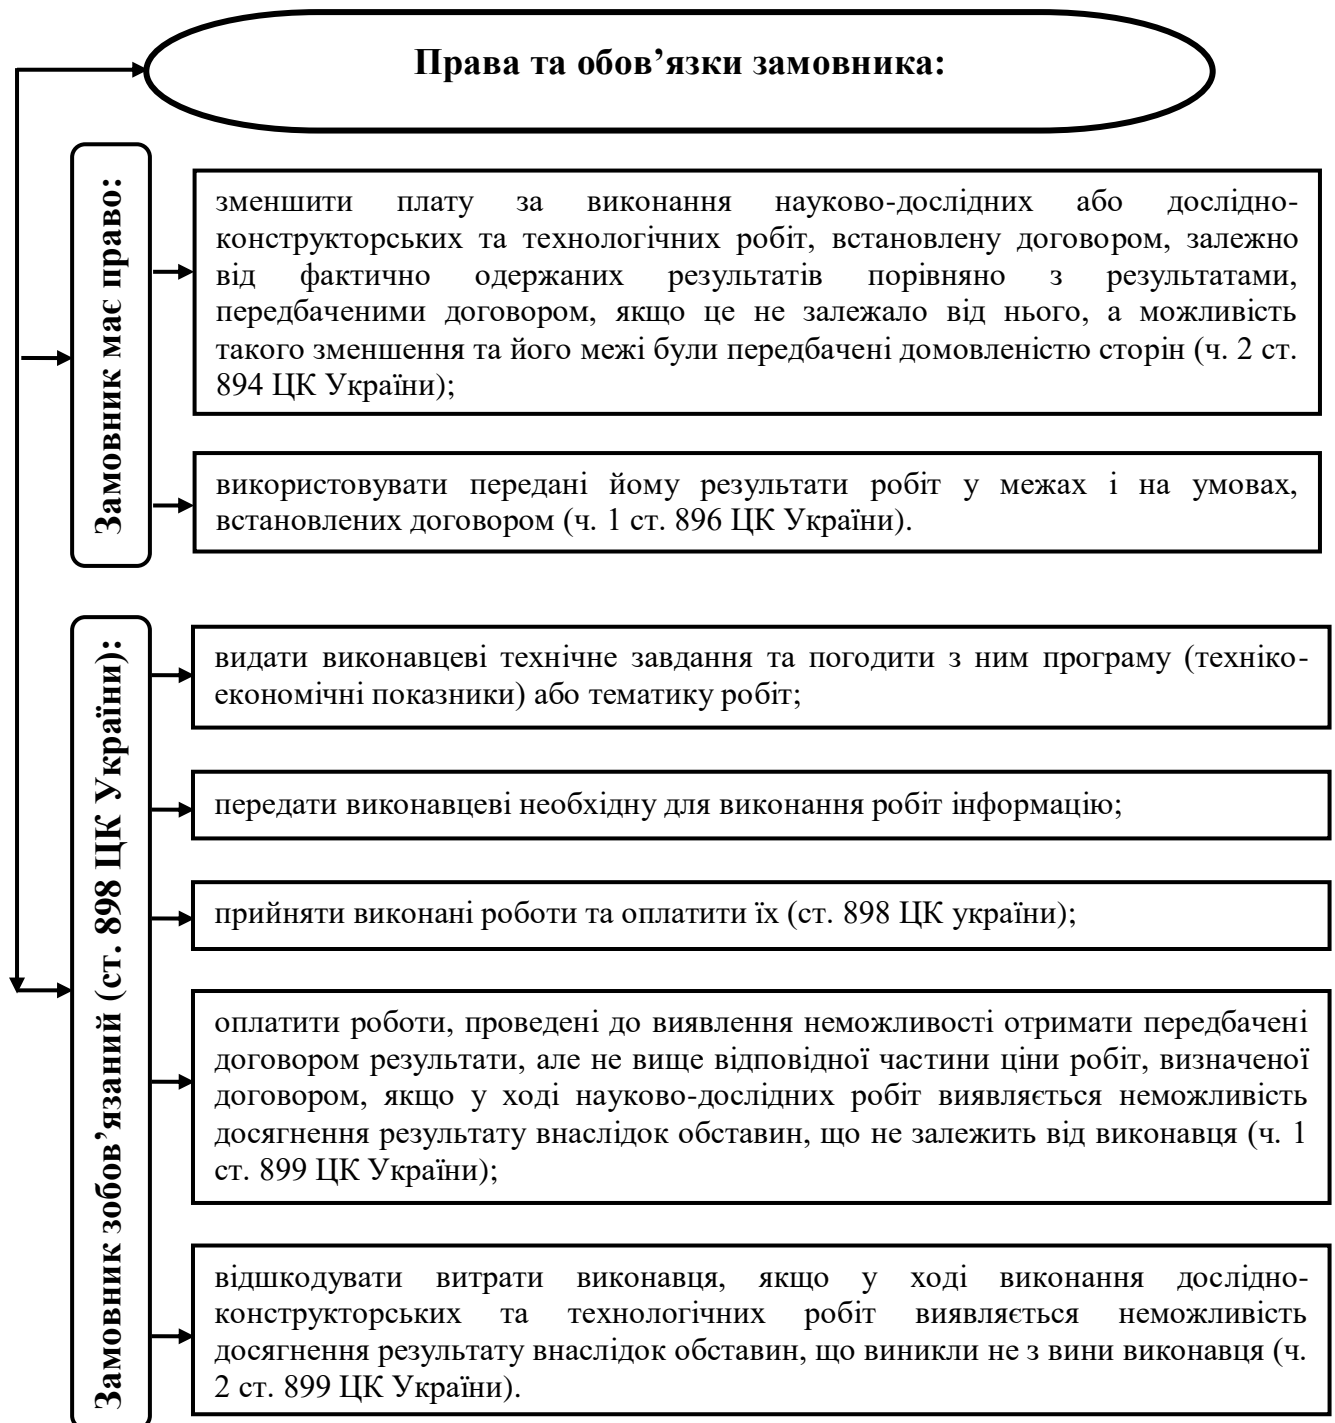 Права та обов’язки замовника:
Замовник має право:
зменшити плату за виконання науково-дослідних або дослідно-
конструкторських та технологічних робіт, встановлену договором, залежно
від фактично одержаних результатів порівняно з результатами,
передбаченими договором, якщо це не залежало від нього, а можливість
такого зменшення та його межі були передбачені домовленістю сторін (ч. 2 ст.
894 ЦК України);
використовувати передані йому результати робіт у межах і на умовах,
встановлених договором (ч. 1 ст. 896 ЦК України).
Замовник зобов’язаний (ст. 898 ЦК України):
видати виконавцеві технічне завдання та погодити з ним програму (техніко-
економічні показники) або тематику робіт;
передати виконавцеві необхідну для виконання робіт інформацію;
прийняти виконані роботи та оплатити їх (ст. 898 ЦК україни);
оплатити роботи, проведені до виявлення неможливості отримати передбачені
договором результати, але не вище відповідної частини ціни робіт, визначеної
договором, якщо у ході науково-дослідних робіт виявляється неможливість
досягнення результату внаслідок обставин, що не залежить від виконавця (ч. 1
ст. 899 ЦК України);
відшкодувати витрати виконавця, якщо у ході виконання дослідно-
конструкторських та технологічних робіт виявляється неможливість
досягнення результату внаслідок обставин, що виникли не з вини виконавця (ч.
2 ст. 899 ЦК України).